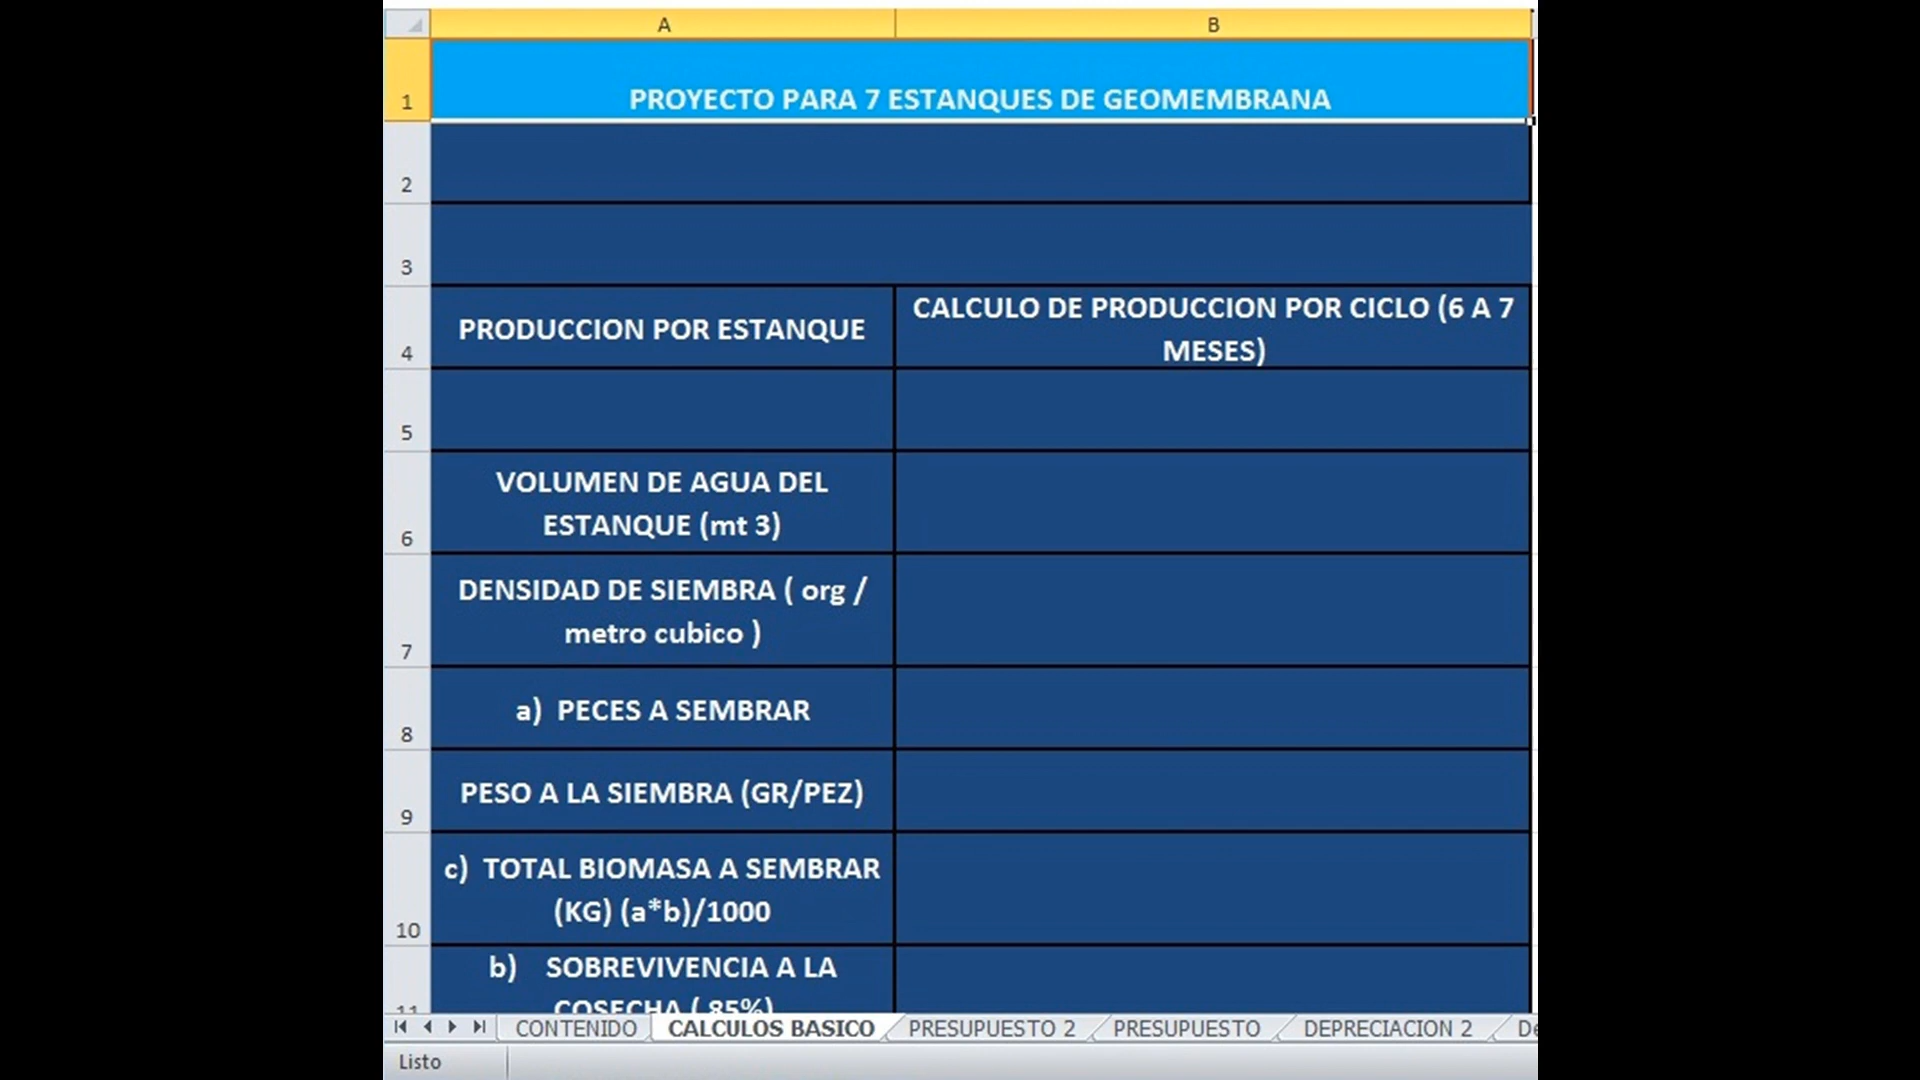 A B
1 PROYECTO PARA 7 ESTANQUES DE GEOMEMBRANA
2
3
4 PRODUCCION POR ESTANQUE CALCULO DE PRODUCCION POR CICLO (6 A 7
MESES)
5
6 VOLUMEN DE AGUA DEL
ESTANQUE (mt 3)
7 DENSIDAD DE SIEMBRA ( org /
metro cubico )
8 a) PECES A SEMBRAR
9 PESO A LA SIEMBRA (GR/PEZ)
10 c) TOTAL BIOMASA A SEMBRAR
(KG) (a*b)/1000
11 b) SOBREVIVENCIA A LA
COSECHA ( 85%)
CONTENIDO CALCULOS BASICO PRESUPUESTO 2 PRESUPUESTO DEPRECIACION 2
Listo